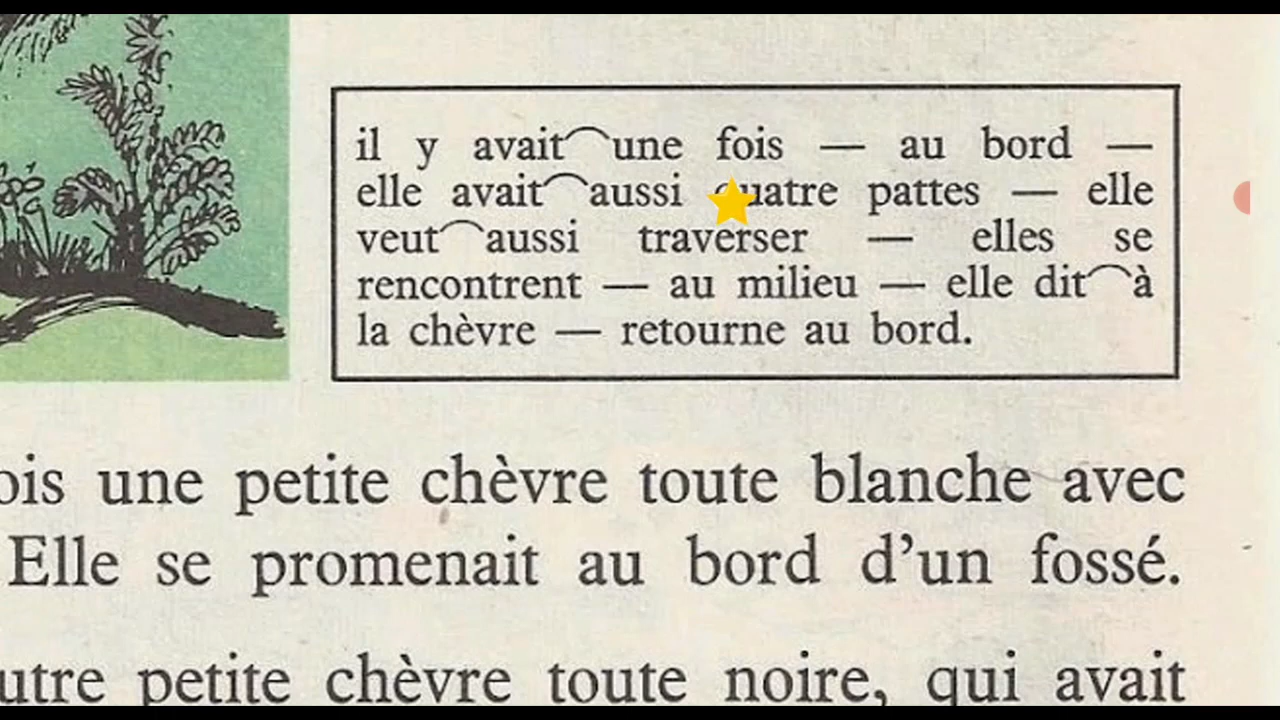 il y avait une fois — au bord —
elle avait aussi quatre pattes — elle
veut aussi traverser — elles se
rencontrent — au milieu — elle dit à
la chèvre — retourne au bord.
ois une petite chèvre toute blanche avec
Elle se promenait au bord d'un fossé.
utre petite chèvre toute noire, qui avait